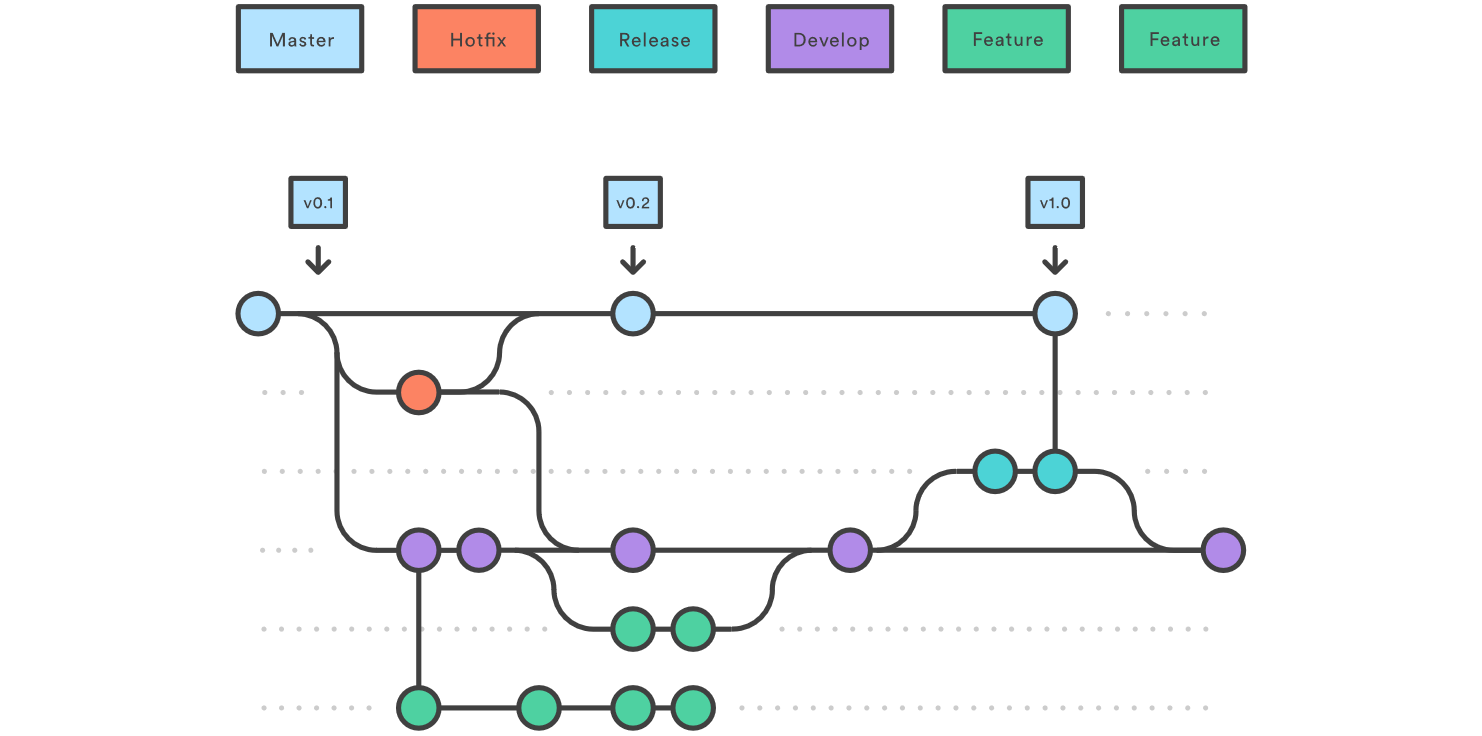 Master
Hotfix
Release
Develop
Feature
Feature
v0.1
v0.2
v1.0